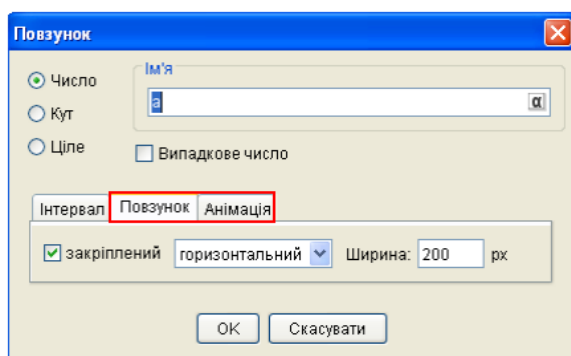 Повзунок
Число
Ім'я
a
α
Кут
Ціле
Випадкове число
Інтервал Повзунок Анімація
закріплений горизонтальний Ширина: 200 px
OK Скасувати